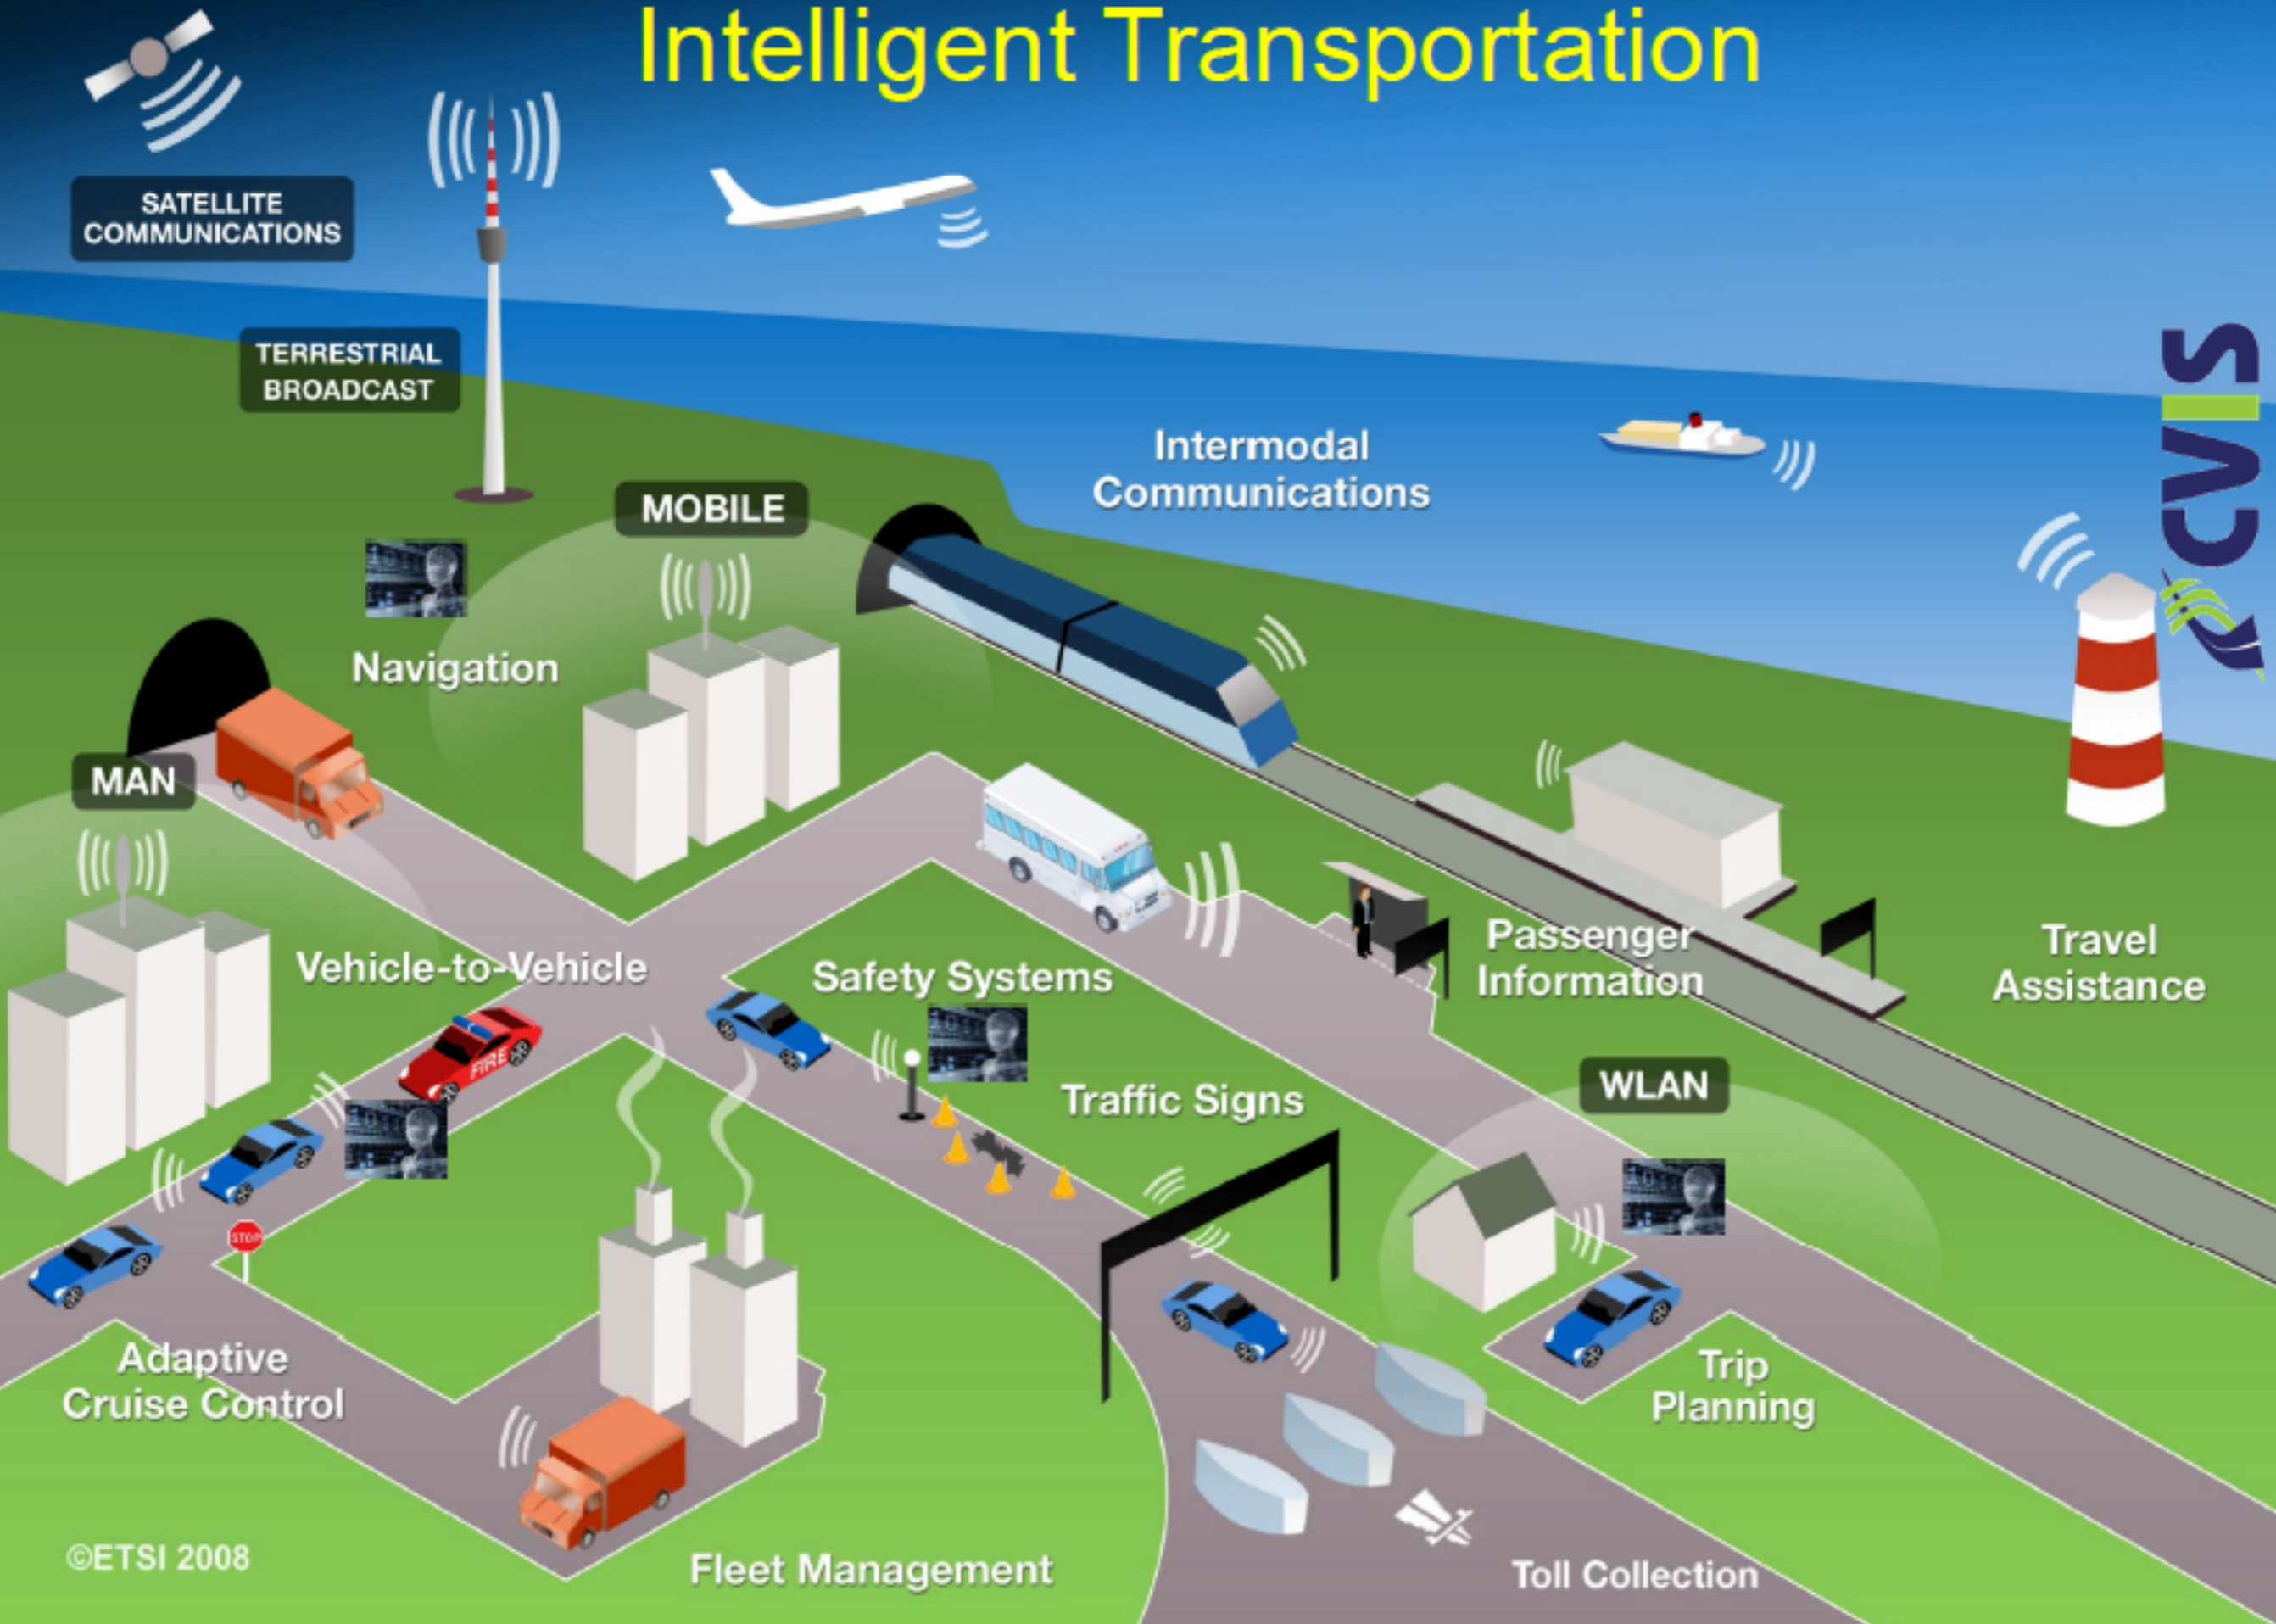 Intelligent Transportation
SATELLITE
COMMUNICATIONS
TERRESTRIAL
BROADCAST
Intermodal
Communications
CVIS
MOBILE
Navigation
MAN
Vehicle-to-Vehicle
Safety Systems
Passenger
Information
Travel
Assistance
FIRE
Traffic Signs
WLAN
STOP
Adaptive
Cruise Control
Trip
Planning
©ETSI 2008
Fleet Management
Toll Collection